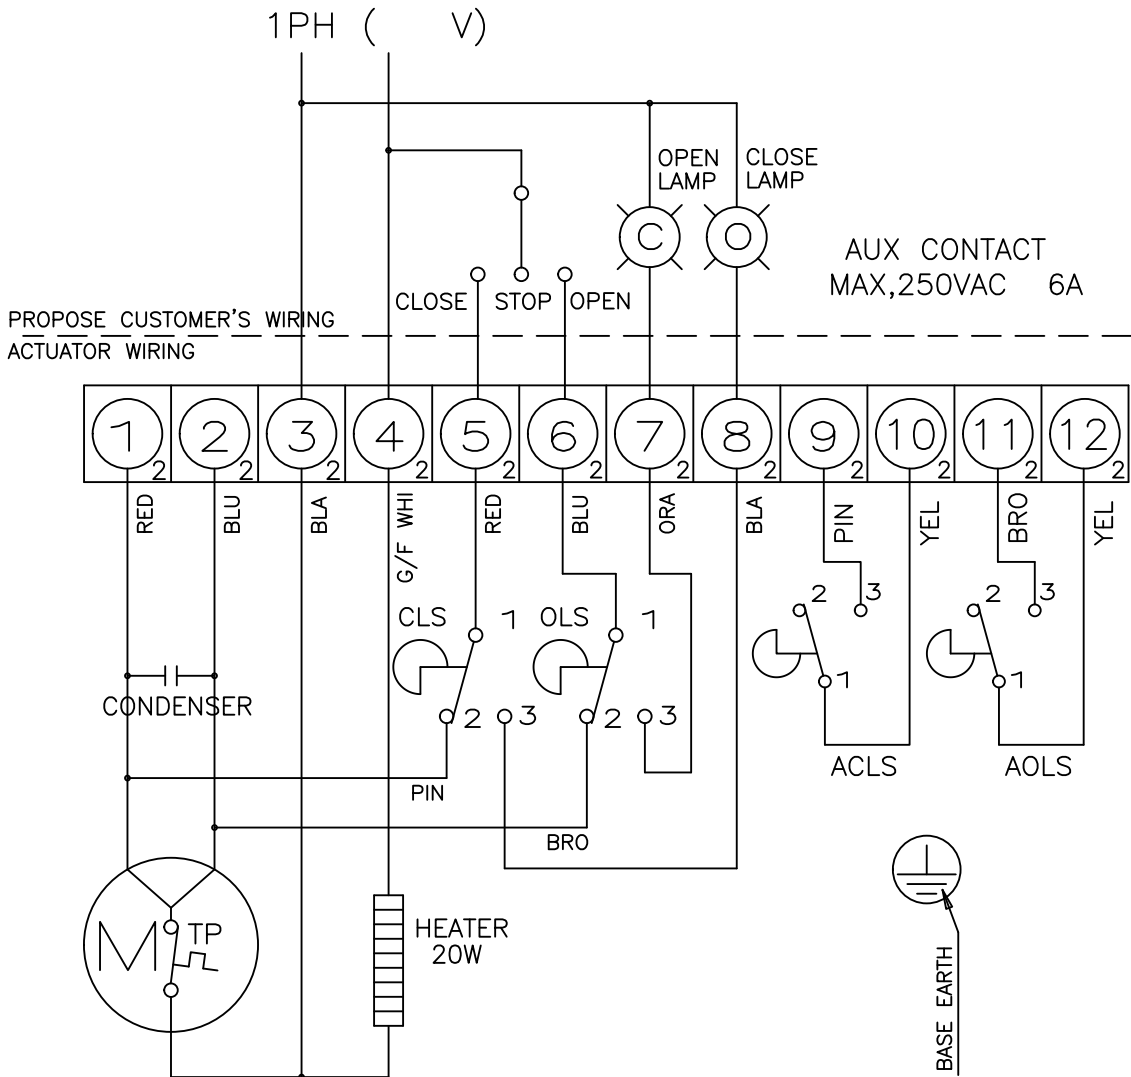 1PH ( V)
OPEN LAMP
CLOSE LAMP
C O
AUX CONTACT
MAX,250VAC 6A
CLOSE STOP OPEN
PROPOSE CUSTOMER'S WIRING
ACTUATOR WIRING
1 2 3 4 5 6 7 8 9 10 11 12
2 2 2 2 2 2 2 2 2 2 2 2
RED BLU BLA G/F WHI RED BLU ORA BLA PIN YEL BRO YEL
CLS 1 OLS 1
2 3 2 3
2 3 2 3
1 1
CONDENSER
ACLS AOLS
PIN
BRO
M TP
HEATER
20W
BASE EARTH